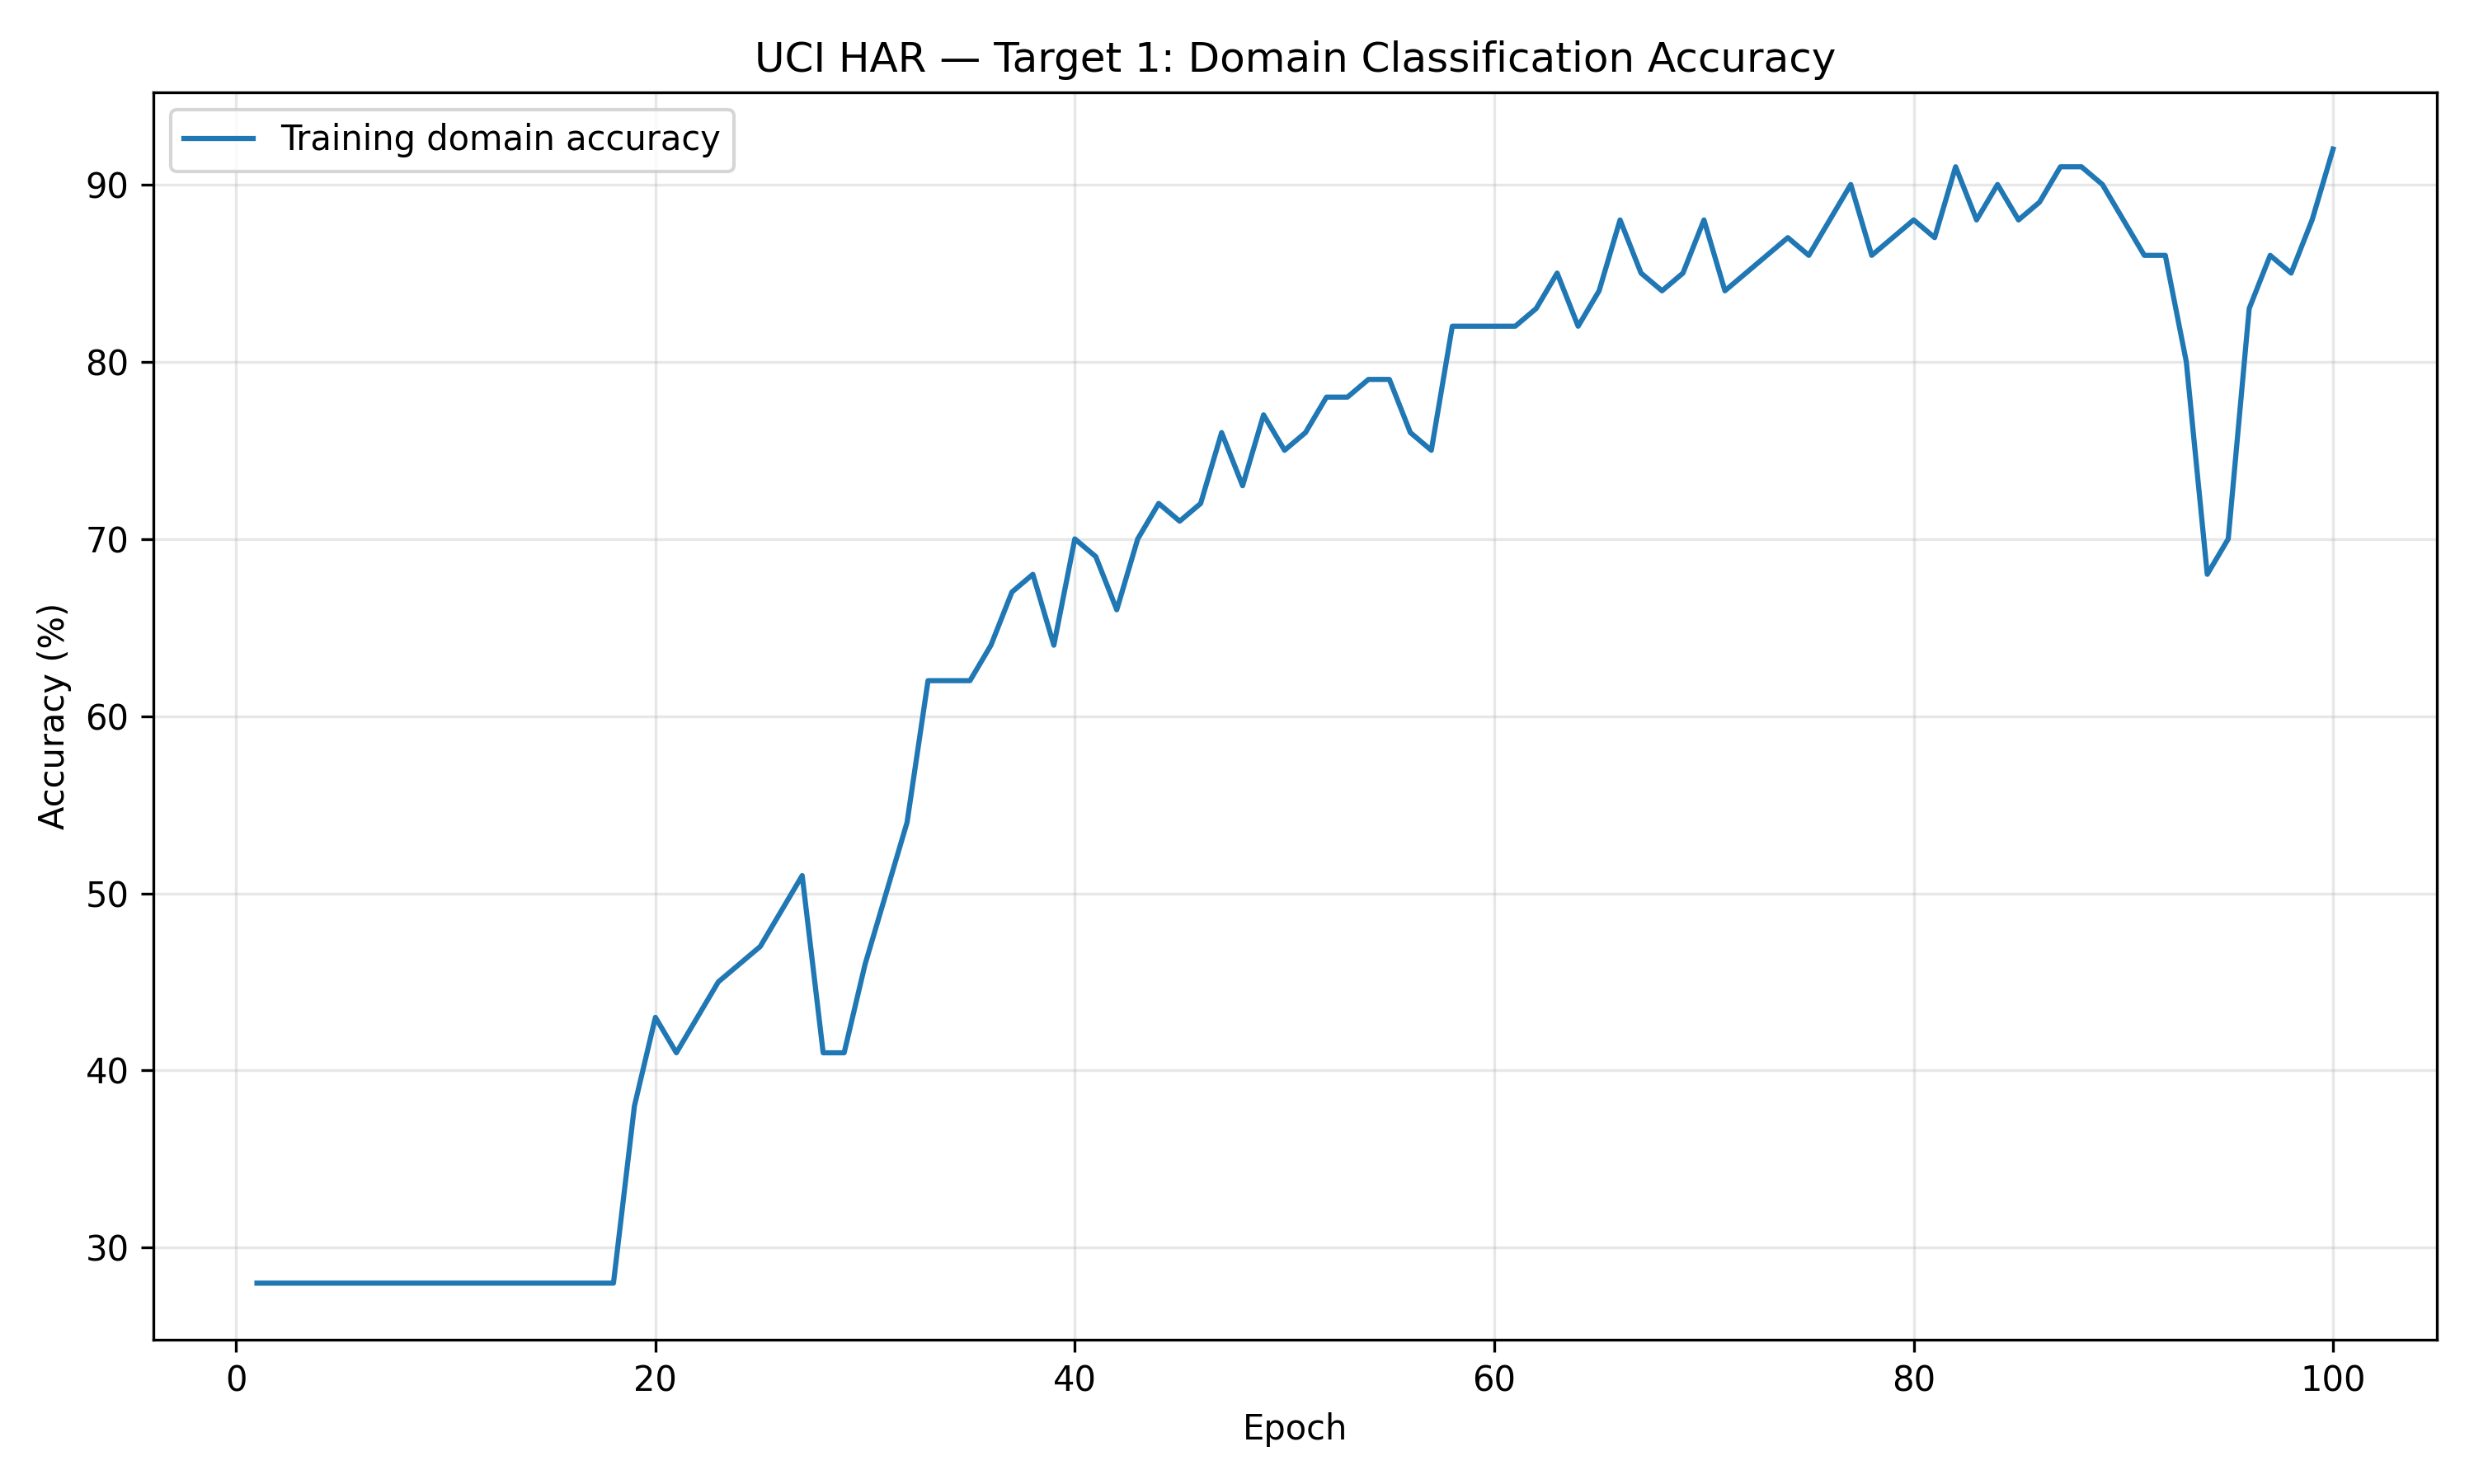 UCI HAR — Target 1: Domain Classification Accuracy
Training domain accuracy
90
80
70
60
50
40
30
Accuracy (%)
0 20 40 60 80 100
Epoch